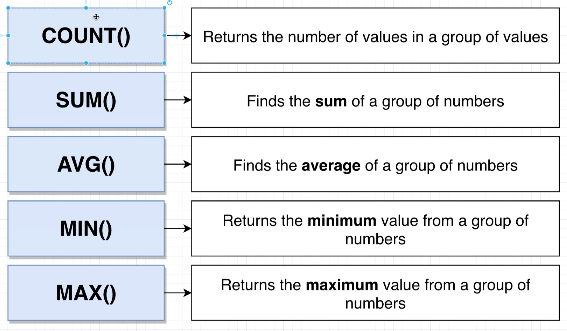 COUNT()
Returns the number of values in a group of values
SUM()
Finds the sum of a group of numbers
AVG()
Finds the average of a group of numbers
MIN()
Returns the minimum value from a group of
numbers
MAX()
Returns the maximum value from a group of
numbers